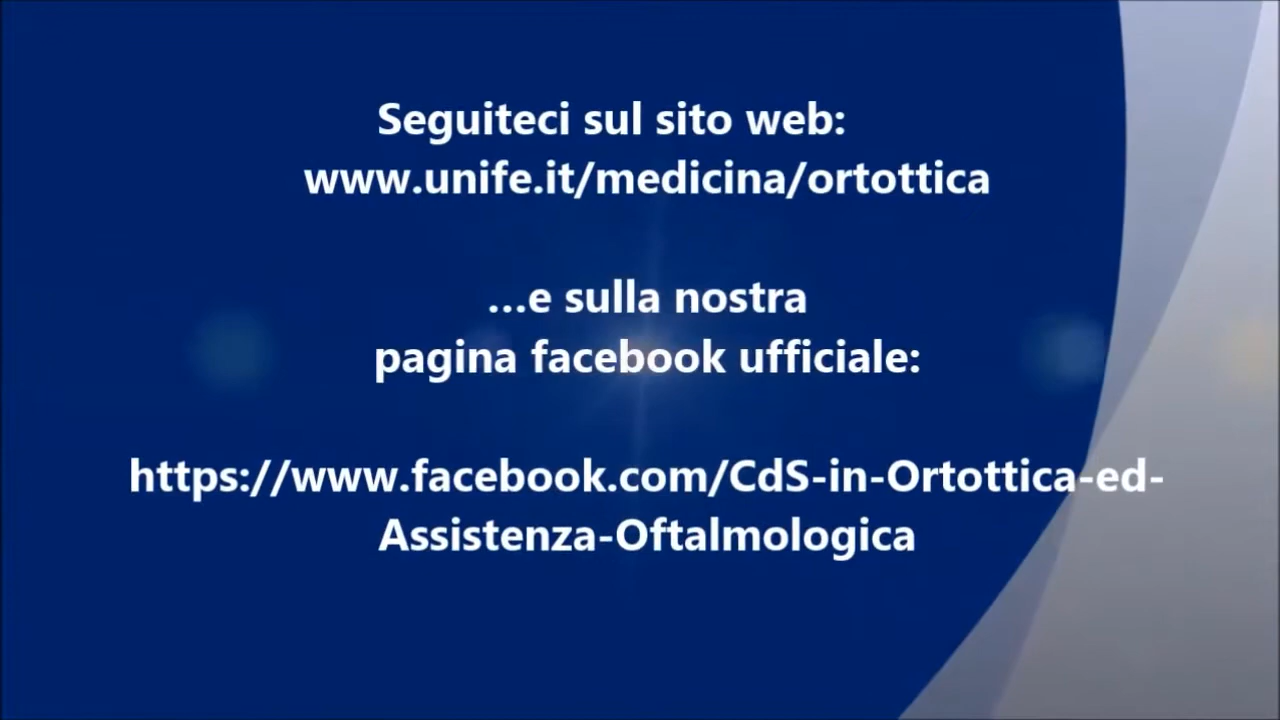 Seguiteci sul sito web:
www.unife.it/medicina/ortottica
...e sulla nostra
pagina facebook ufficiale:
https://www.facebook.com/CdS-in-Ortottica-ed-
Assistenza-Oftalmologica